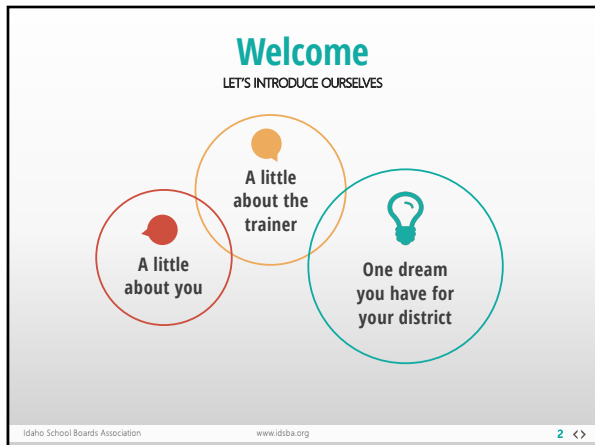 Welcome
LET'S INTRODUCE OURSELVES
A little
about the
trainer
A little
about you
One dream
you have for
your district
Idaho School Boards Association
www.idsba.org
2